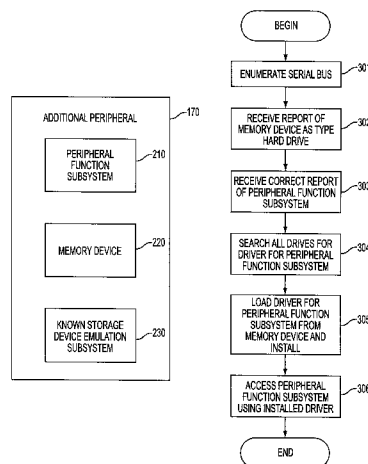 ADDITIONAL PERIPHERAL
170
PERIPHERAL
FUNCTION
SUBSYSTEM
210
MEMORY DEVICE
220
KNOWN STORAGE
DEVICE EMULATION
SUBSYSTEM
230
BEGIN
ENUMERATE SERIAL BUS
301
RECEIVE REPORT OF
MEMORY DEVICE AS TYPE
HARD DRIVE
302
RECEIVE CORRECT REPORT
OF PERIPHERAL FUNCTION
SUBSYSTEM
303
SEARCH ALL DRIVES FOR
DRIVER FOR PERIPHERAL
FUNCTION SUBSYSTEM
304
LOAD DRIVER FOR
PERIPHERAL FUNCTION
SUBSYSTEM FROM
MEMORY DEVICE AND
INSTALL
305
ACCESS PERIPHERAL
FUNCTION SUBSYSTEM
USING INSTALLED DRIVER
306
END